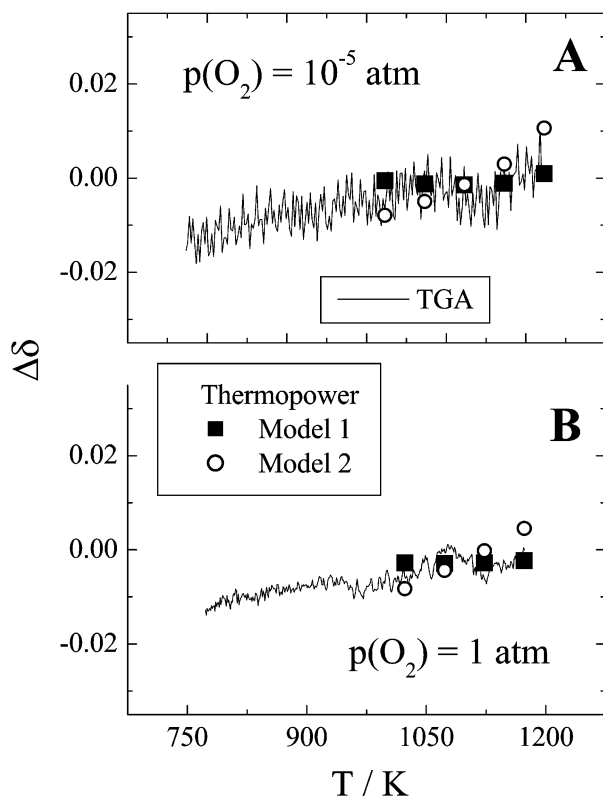 A
p(O₂) = 10⁻⁵ atm
0.02
0.00
-0.02
TGA
Δδ
Thermopower
Model 1
Model 2
B
0.02
0.00
-0.02
p(O₂) = 1 atm
750 900 1050 1200
T / K